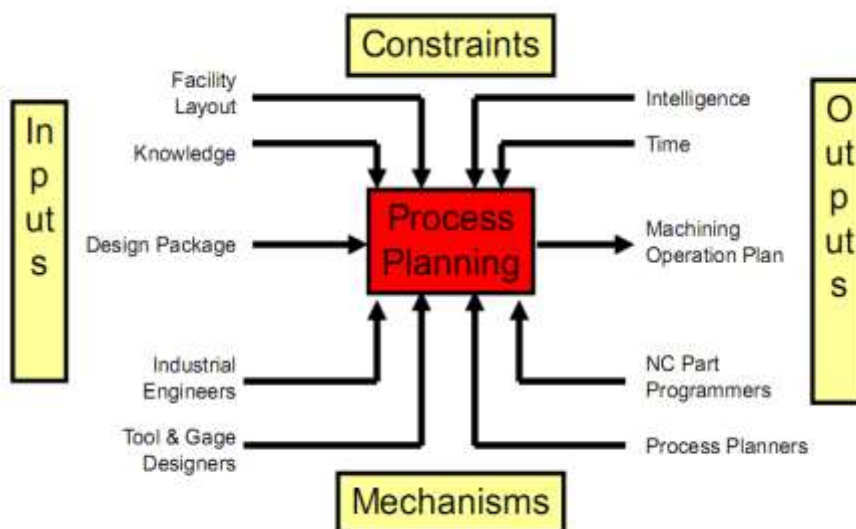 Constraints
Facility
Layout
Intelligence
Knowledge
Time
In
p
ut
s
O
ut
p
ut
s
Process
Planning
Design Package
Machining
Operation Plan
Industrial
Engineers
NC Part
Programmers
Tool & Gage
Designers
Process Planners
Mechanisms